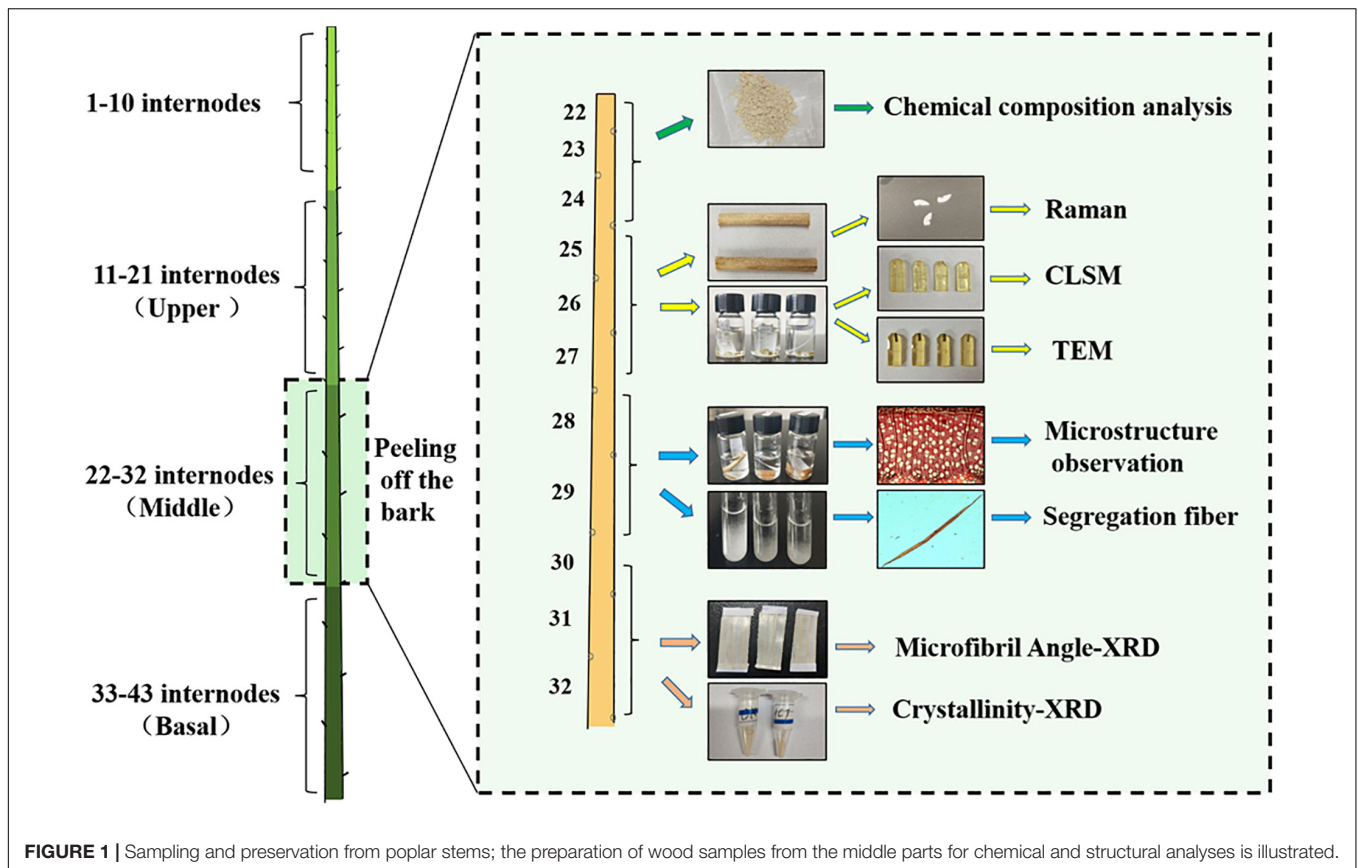 1-10 internodes
11-21 internodes
（Upper ）
22-32 internodes
（Middle）
33-43 internodes
（Basal）
Peeling
off the
bark
22
23
24
25
26
27
28
29
30
31
32
Chemical composition analysis
Raman
CLSM
TEM
Microstructure
observation
Segregation fiber
Microfibril Angle-XRD
Crystallinity-XRD
FIGURE 1 | Sampling and preservation from poplar stems; the preparation of wood samples from the middle parts for chemical and structural analyses is illustrated.